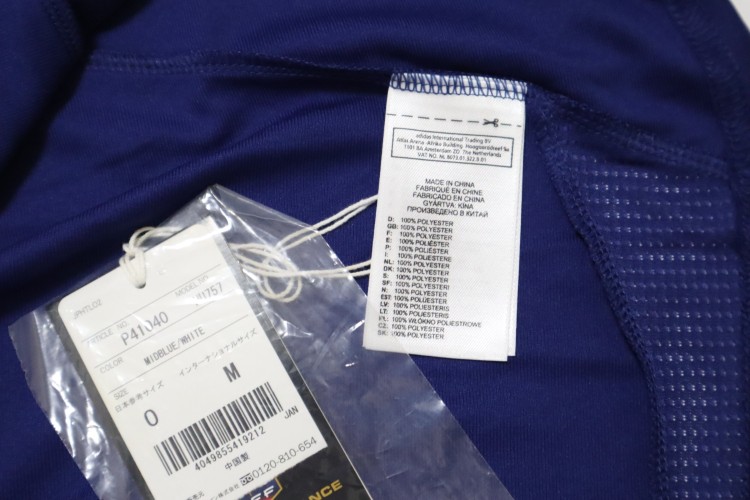 adidas International Trading BV
Atlas Arena -Afrika Building, Hoogoorddreef 9a
1101 BA Amsterdam ZO, The Netherlands
VAT NO. NL 8073.01.522.B.01
MADE IN CHINA
FABRIQUÉ EN CHINE
FABRICADO EN CHINA
GYÁRTVA: KÍNA
ПРОИЗВЕДЕНО В КИТАЙ
D: 100% POLYESTER
GB: 100% POLYESTER
F: 100% POLYESTER
E: 100% POLIÉSTER
P: 100% POLIÉSTER
I: 100% POLIESTERE
NL: 100% POLYESTER
DK: 100% POLYESTER
S: 100% POLYESTER
SF: 100% POLYESTERI
N: 100% POLYESTER
EST: 100% POLÜESTER
LV: 100% POLIESTERIS
LT: 100% POLIESTERIS
PL: 100% WŁÓKNO POLIESTROWE
CZ: 100% POLYESTER
SK: 100% POLYESTER
JPHTLO2
ARTICLE NO. MODEL NO.
P41040
COLOR
MIDBLUE/WHITE
SIZE
日本参考サイズ インターナショナルサイズ
O M
JAN
4049855419212
中国製
0120-810-654